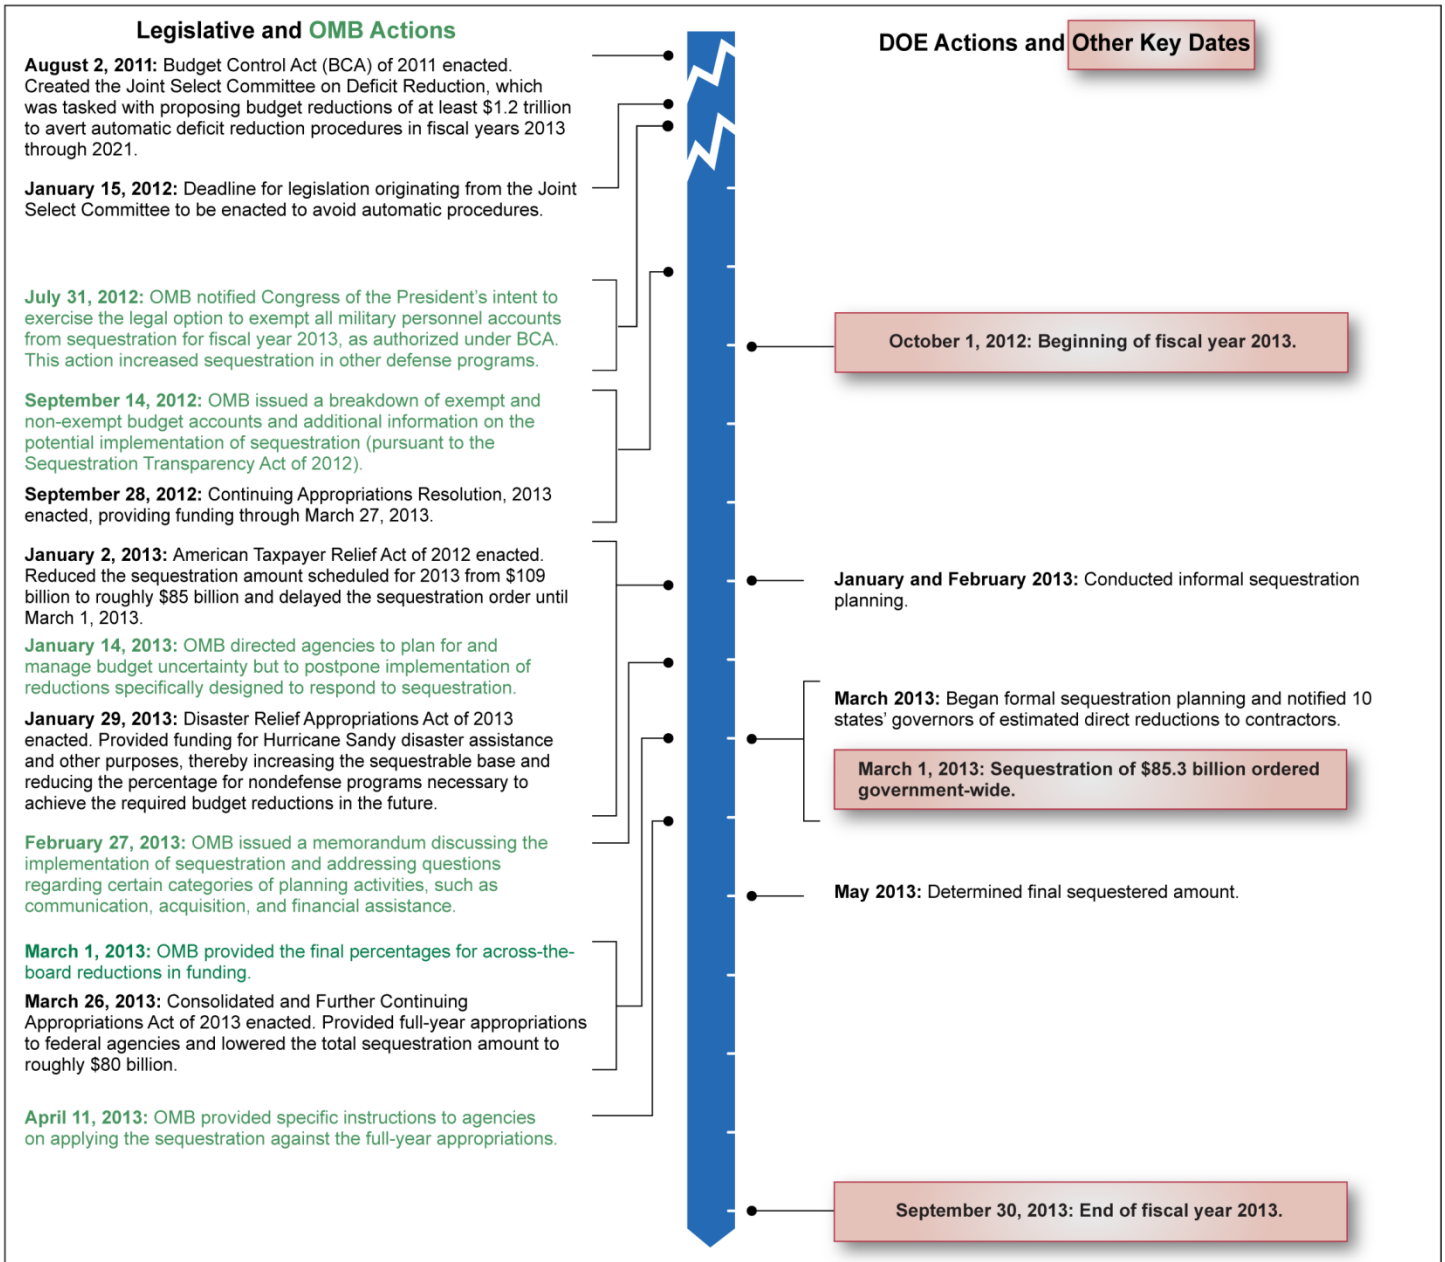 Legislative and OMB Actions
August 2, 2011: Budget Control Act (BCA) of 2011 enacted.
Created the Joint Select Committee on Deficit Reduction, which
was tasked with proposing budget reductions of at least $1.2 trillion
to avert automatic deficit reduction procedures in fiscal years 2013
through 2021.
January 15, 2012: Deadline for legislation originating from the Joint
Select Committee to be enacted to avoid automatic procedures.
July 31, 2012: OMB notified Congress of the President’s intent to
exercise the legal option to exempt all military personnel accounts
from sequestration for fiscal year 2013, as authorized under BCA.
This action increased sequestration in other defense programs.
September 14, 2012: OMB issued a breakdown of exempt and
non-exempt budget accounts and additional information on the
potential implementation of sequestration (pursuant to the
Sequestration Transparency Act of 2012).
September 28, 2012: Continuing Appropriations Resolution, 2013
enacted, providing funding through March 27, 2013.
January 2, 2013: American Taxpayer Relief Act of 2012 enacted.
Reduced the sequestration amount scheduled for 2013 from $109
billion to roughly $85 billion and delayed the sequestration order until
March 1, 2013.
January 14, 2013: OMB directed agencies to plan for and
manage budget uncertainty but to postpone implementation of
reductions specifically designed to respond to sequestration.
January 29, 2013: Disaster Relief Appropriations Act of 2013
enacted. Provided funding for Hurricane Sandy disaster assistance
and other purposes, thereby increasing the sequestrable base and
reducing the percentage for nondefense programs necessary to
achieve the required budget reductions in the future.
February 27, 2013: OMB issued a memorandum discussing the
implementation of sequestration and addressing questions
regarding certain categories of planning activities, such as
communication, acquisition, and financial assistance.
March 1, 2013: OMB provided the final percentages for across-the-
board reductions in funding.
March 26, 2013: Consolidated and Further Continuing
Appropriations Act of 2013 enacted. Provided full-year appropriations
to federal agencies and lowered the total sequestration amount to
roughly $80 billion.
April 11, 2013: OMB provided specific instructions to agencies
on applying the sequestration against the full-year appropriations.
DOE Actions and Other Key Dates
October 1, 2012: Beginning of fiscal year 2013.
January and February 2013: Conducted informal sequestration
planning.
March 2013: Began formal sequestration planning and notified 10
states’ governors of estimated direct reductions to contractors.
March 1, 2013: Sequestration of $85.3 billion ordered
government-wide.
May 2013: Determined final sequestered amount.
September 30, 2013: End of fiscal year 2013.